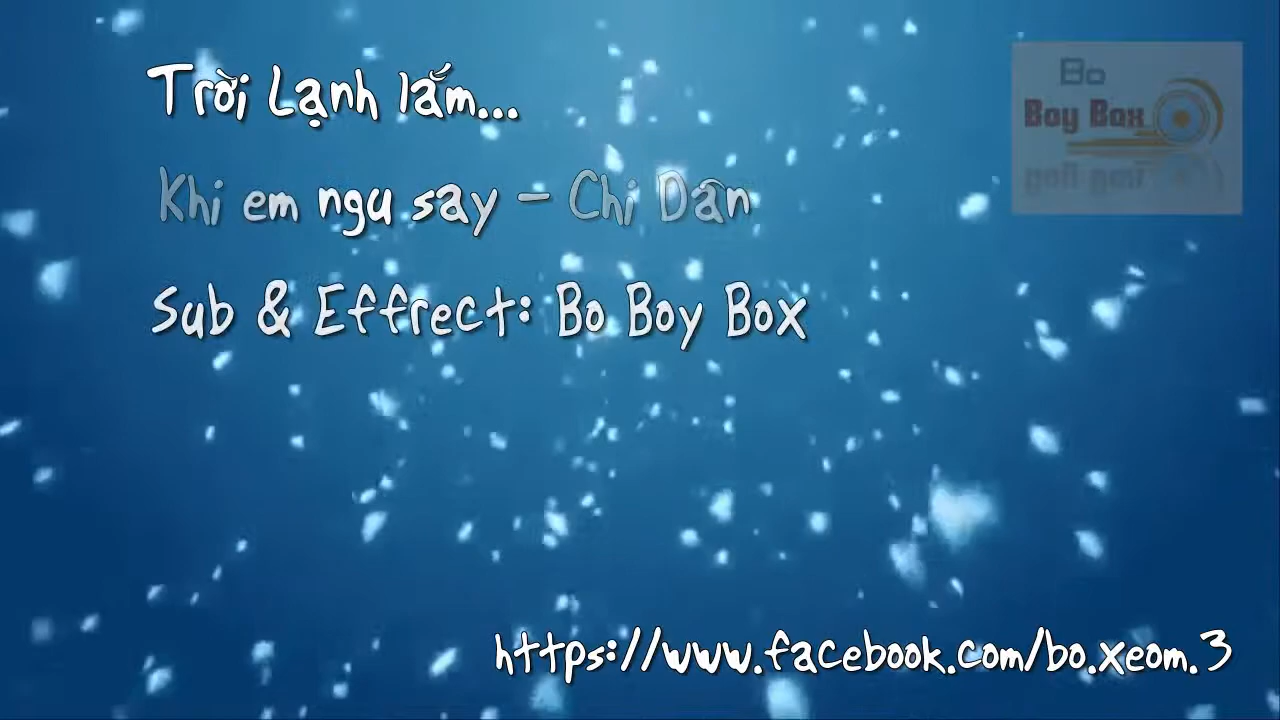 Trời Lạnh lắm...
Bo
Boy Box
Khi em ngu say - Chi Dân
Sub & Effrect: Bo Boy Box
https://www.facebook.com/bo.xeom.3